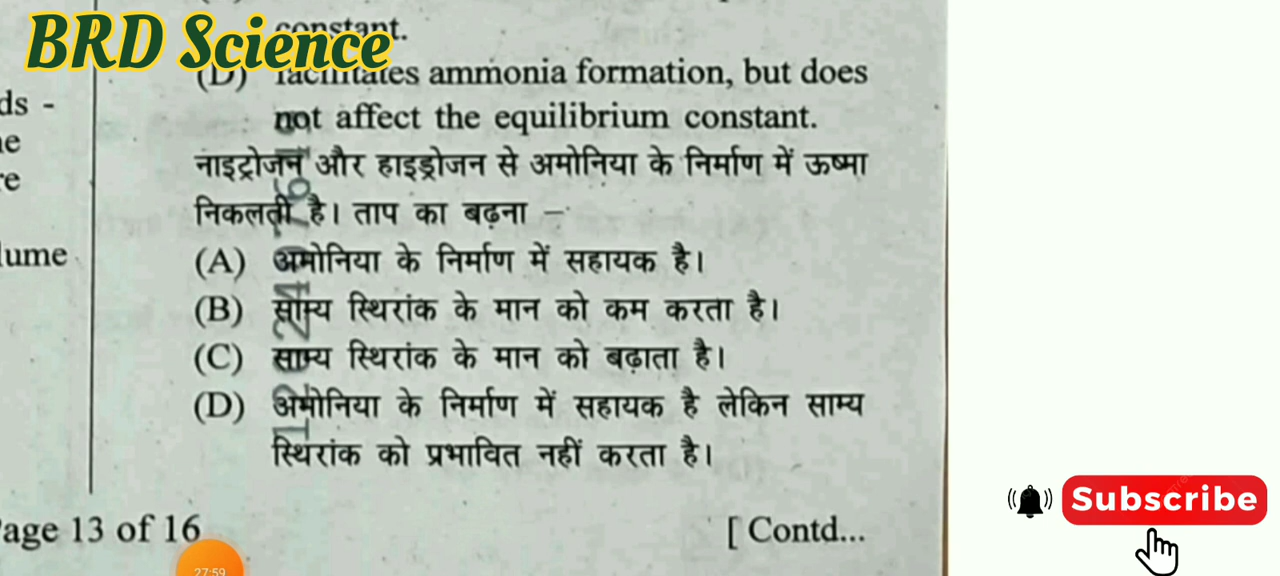 constant.
BRD Science
(D) facilitates ammonia formation, but does
ds -
not affect the equilibrium constant.
e
नाइट्रोजन और हाइड्रोजन से अमोनिया के निर्माण में ऊष्मा
re
निकलती है। ताप का बढ़ना –
lume
(A) अमोनिया के निर्माण में सहायक है।
(B) साम्य स्थिरांक के मान को कम करता है।
(C) साम्य स्थिरांक के मान को बढ़ाता है।
(D) अमोनिया के निर्माण में सहायक है लेकिन साम्य
स्थिरांक को प्रभावित नहीं करता है।
Subscribe
age 13 of 16
[ Contd...
27:59